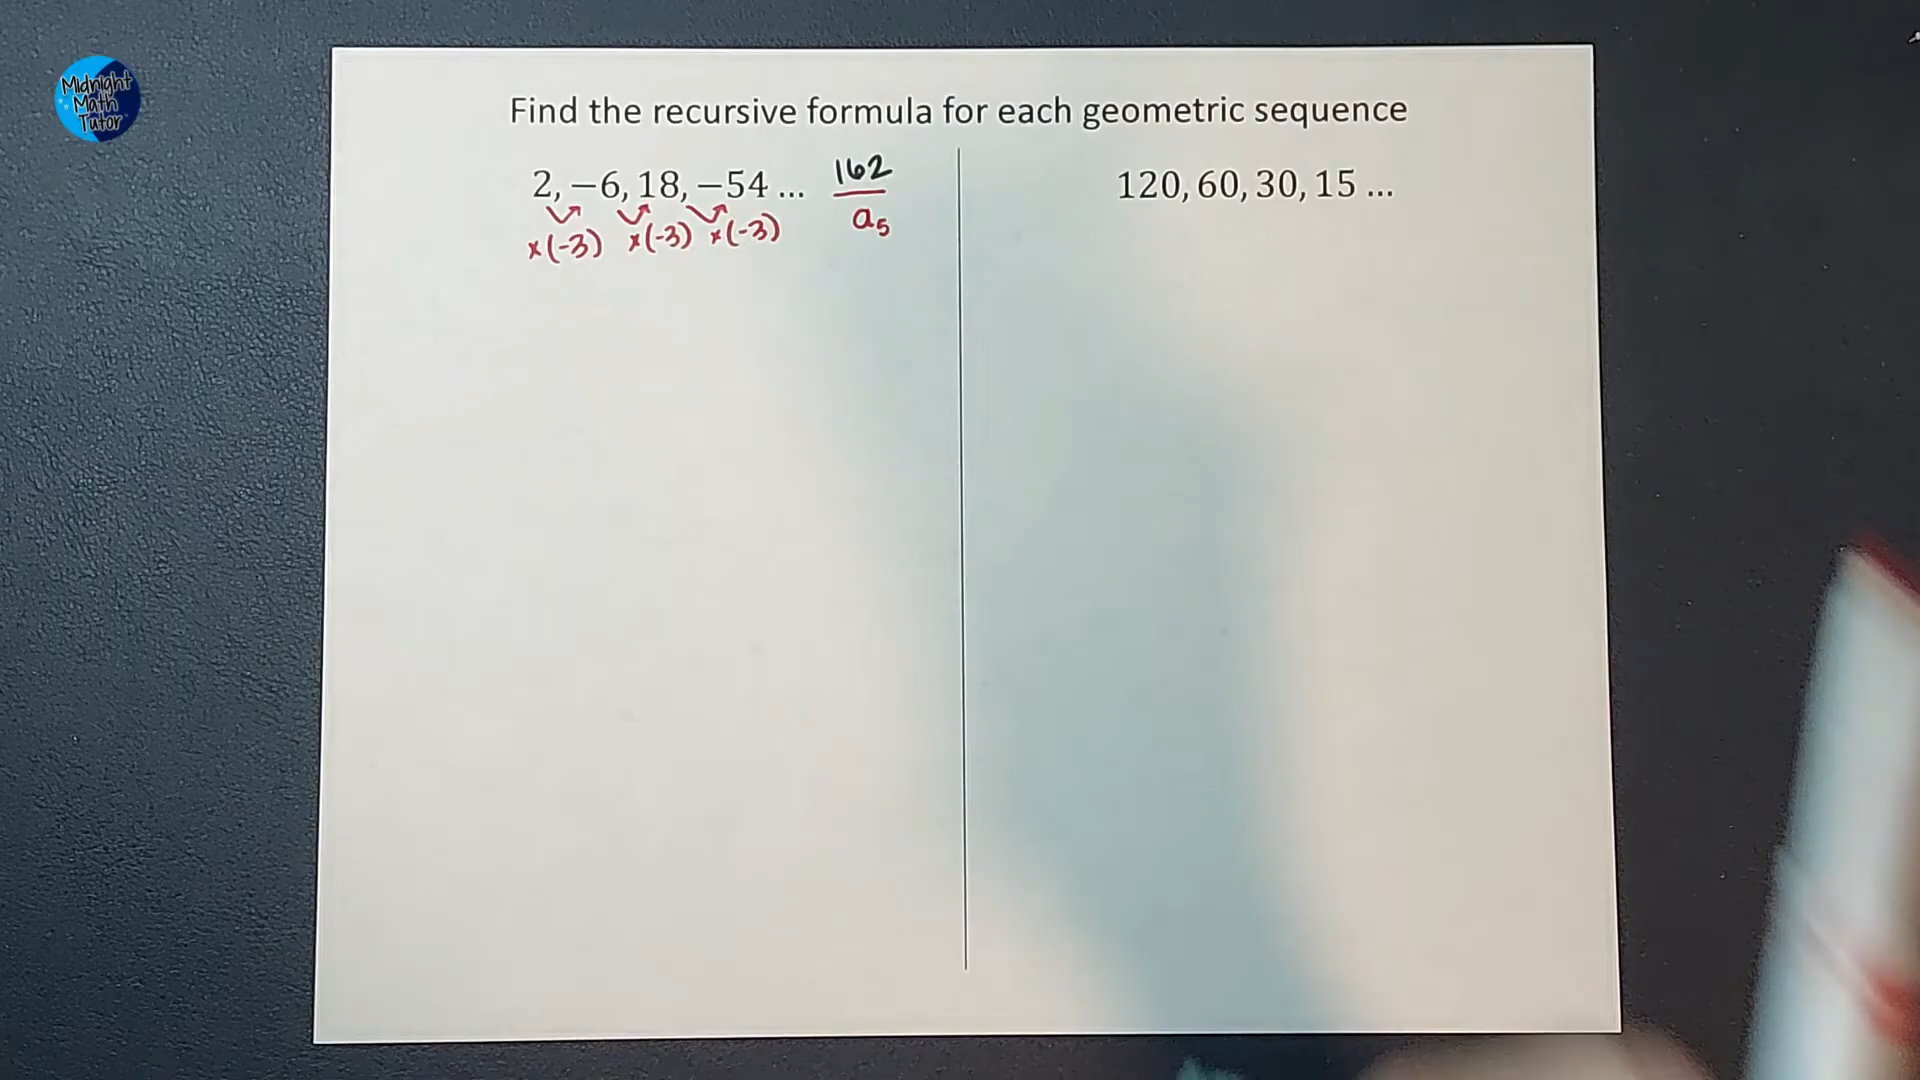 Midnight
Math
Tutor
Find the recursive formula for each geometric sequence
2, −6, 18, −54 ... 162
a₅
×(-3) ×(-3) ×(-3)
120, 60, 30, 15 ...